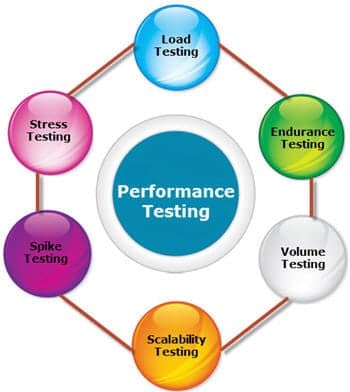 Load
Testing
Stress
Testing
Endurance
Testing
Performance
Testing
Spike
Testing
Volume
Testing
Scalability
Testing